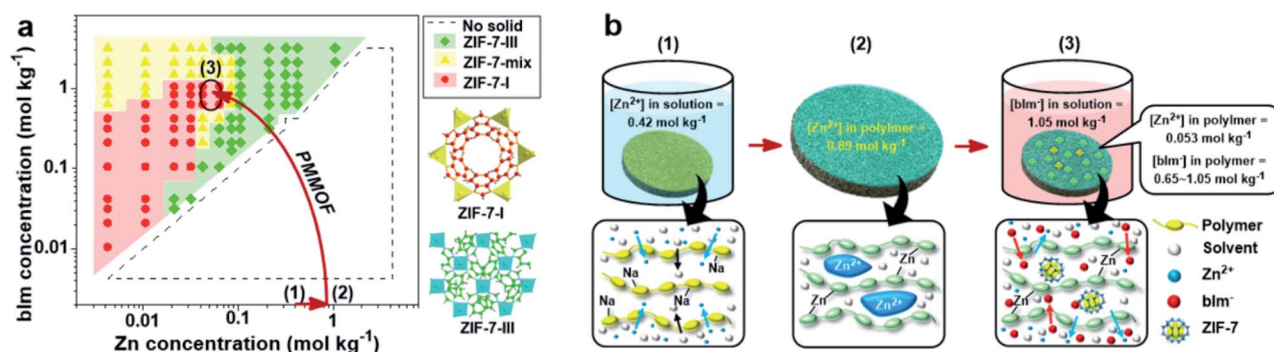 a
No solid
ZIF-7-III
ZIF-7-mix
ZIF-7-I
bIm concentration (mol kg⁻¹)
1
0.1
0.01
(3)
PMMOF
(1)
(2)
0.01
0.1
1
Zn concentration (mol kg⁻¹)
ZIF-7-I
ZIF-7-III
b
(1)
(2)
(3)
[Zn²⁺] in solution =
0.42 mol kg⁻¹
[Zn²⁺] in polylmer =
0.89 mol kg⁻¹
[bIm⁻] in solution =
1.05 mol kg⁻¹
[Zn²⁺] in polyImer =
0.053 mol kg⁻¹
[bIm⁻] in polymer =
0.65~1.05 mol kg⁻¹
Na
Na
Na
Na
Zn
Zn²⁺
Zn
Zn²⁺
Zn
Zn
Polymer
Solvent
Zn²⁺
bIm⁻
ZIF-7